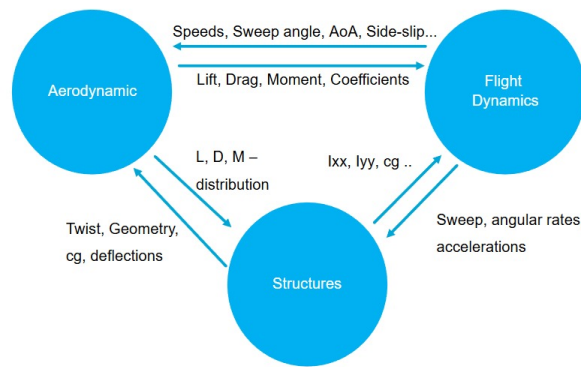 Speeds, Sweep angle, AoA, Side-slip...
Aerodynamic
Lift, Drag, Moment, Coefficients
Flight
Dynamics
L, D, M –
distribution
Ixx, Iyy, cg ..
Twist, Geometry,
cg, deflections
Sweep, angular rates
accelerations
Structures